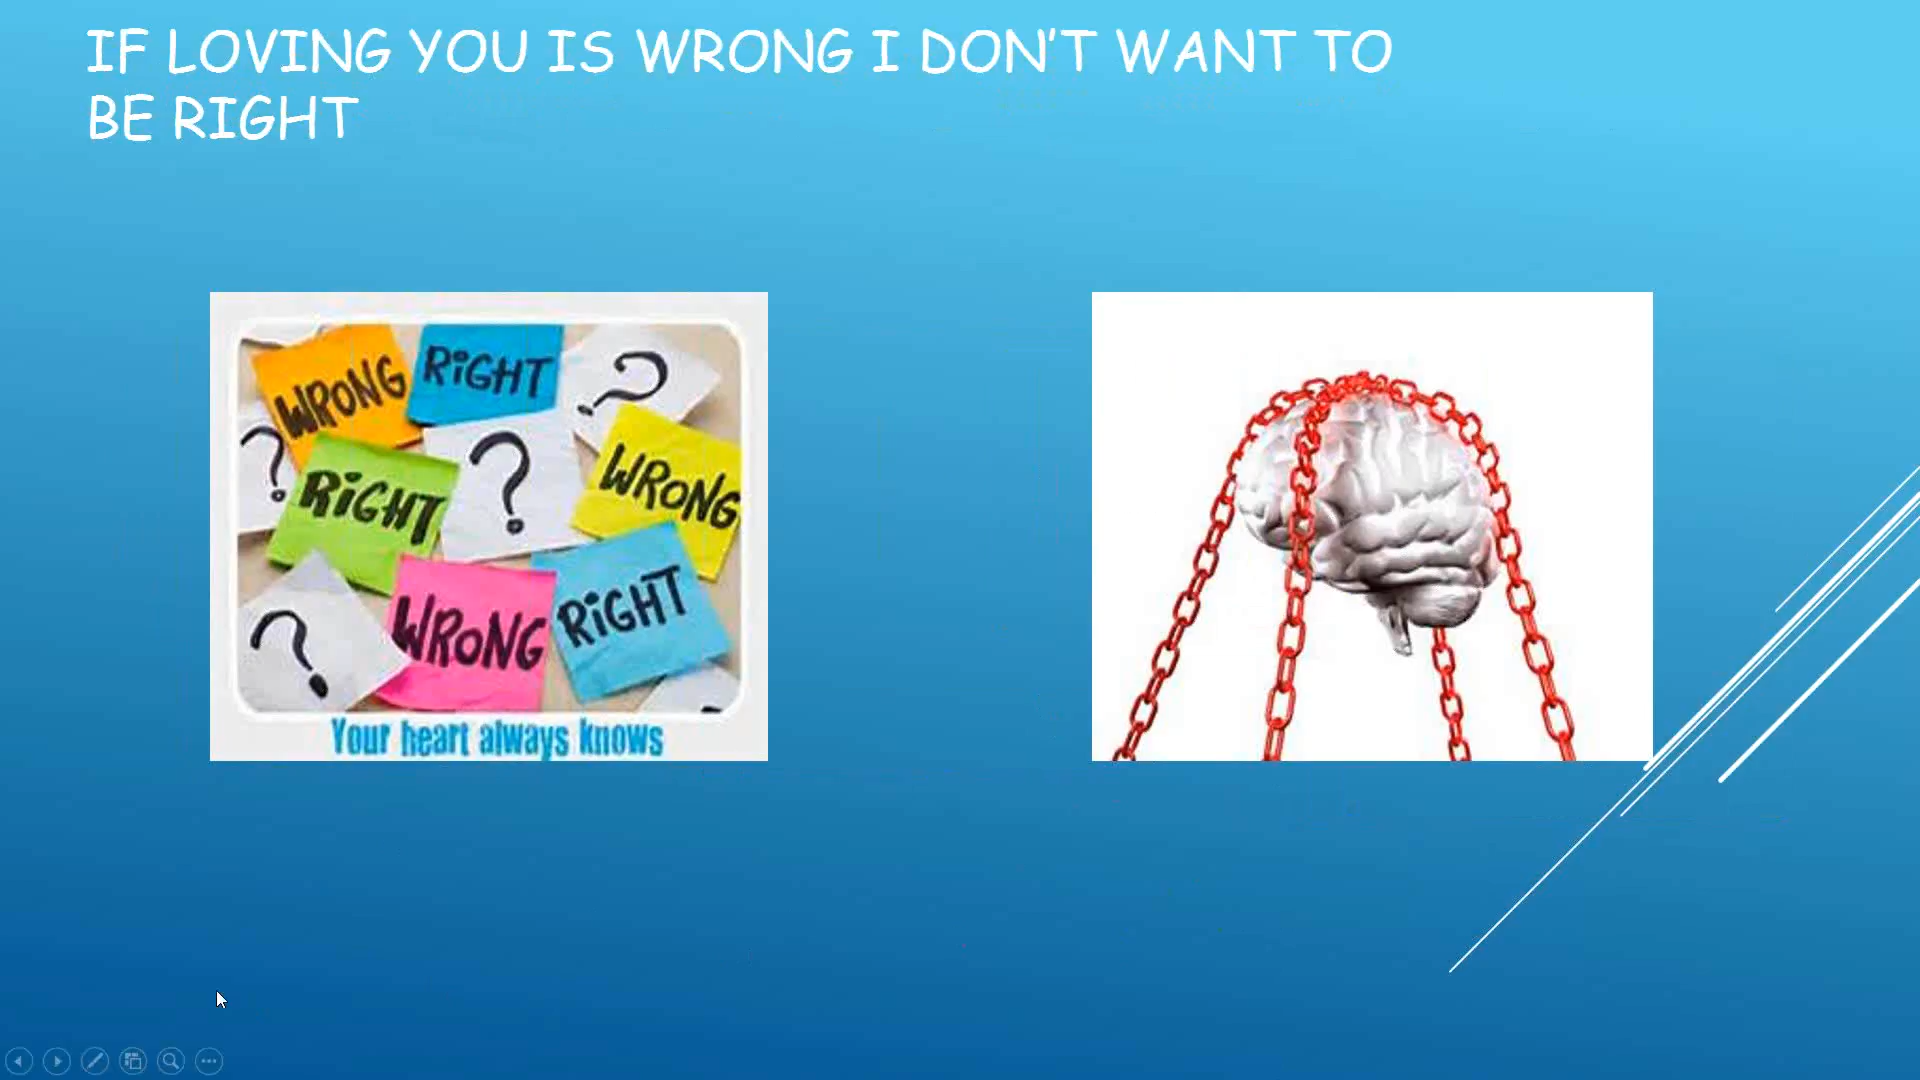 IF LOVING YOU IS WRONG I DON'T WANT TO
BE RIGHT
WRONG
RiGHT
?
?
RiGHT
?
WRONG
?
WRONG
RiGHT
Your heart always knows